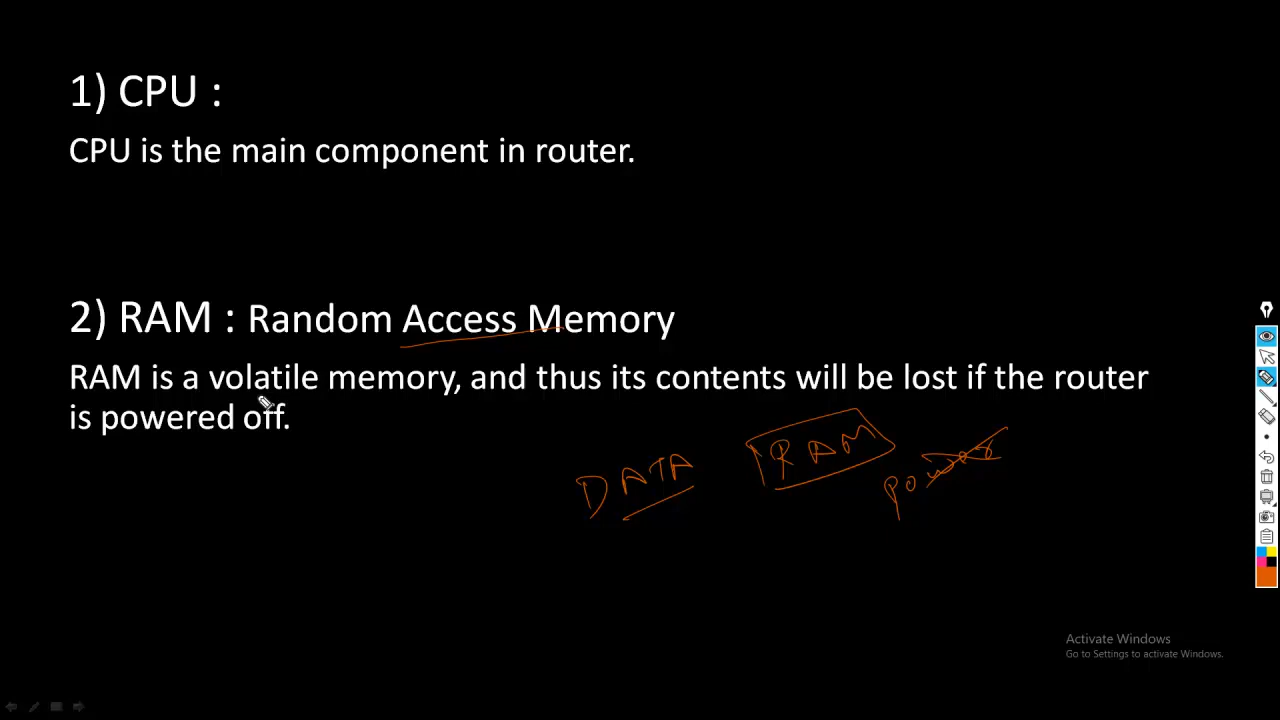 1) CPU :
CPU is the main component in router.
2) RAM : Random Access Memory
RAM is a volatile memory, and thus its contents will be lost if the router
is powered off.
DATA RAM power
Activate Windows
Go to Settings to activate Windows.